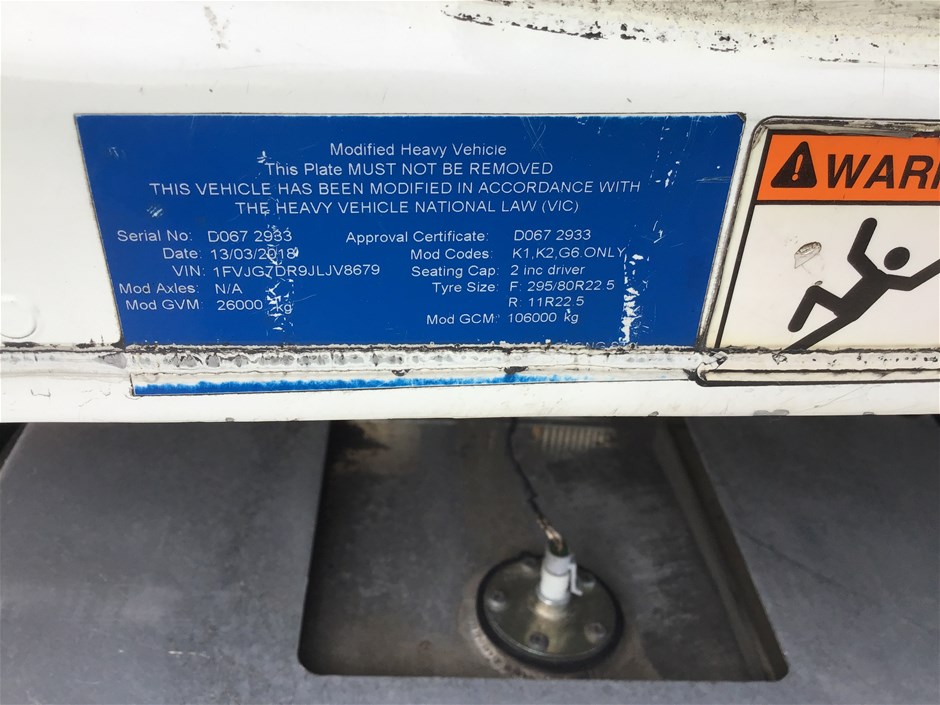 Modified Heavy Vehicle
This Plate MUST NOT BE REMOVED
THIS VEHICLE HAS BEEN MODIFIED IN ACCORDANCE WITH
THE HEAVY VEHICLE NATIONAL LAW (VIC)
Serial No: D067 2933 Approval Certificate: D067 2933
Date: 13/03/2018 Mod Codes: K1,K2,G6 ONLY
VIN: 1FVJG7DR9JLJV8679 Seating Cap: 2 inc driver
Mod Axles: N/A Tyre Size: F: 295/80R22.5
Mod GVM: 26000 kg R: 11R22.5
Mod GCM: 106000 kg
WARN